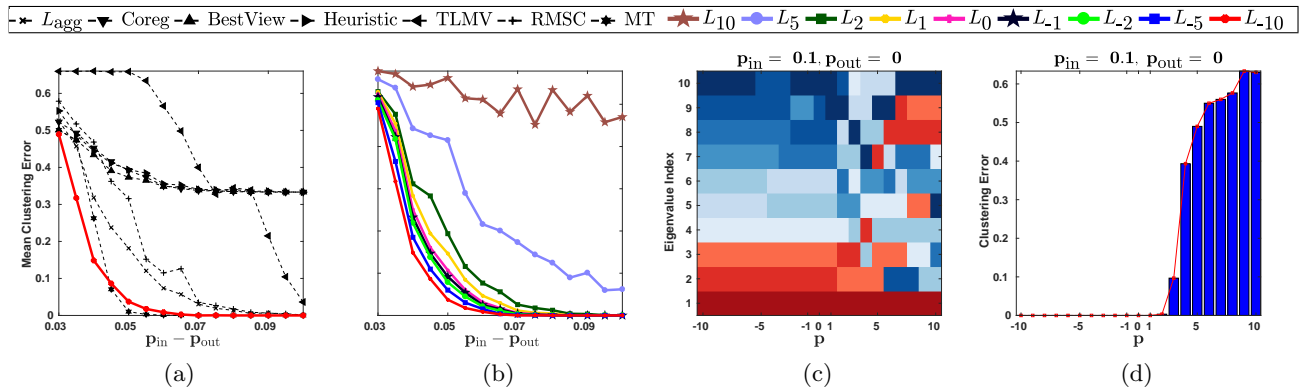 L_agg Coreg BestView Heuristic TLMV RMSC MT L_10 L_5 L_2 L_1 L_0 L_-1 L_-2 L_-5 L_-10
Mean Clustering Error
0.6
0.5
0.4
0.3
0.2
0.1
0
0.03 0.05 0.07 0.09
p_in − p_out
(a)
0.03 0.05 0.07 0.09
p_in − p_out
(b)
p_in = 0.1, p_out = 0
Eigenvalue Index
10
9
8
7
6
5
4
3
2
1
-10 -5 -1 0 1 5 10
p
(c)
p_in = 0.1, p_out = 0
Clustering Error
0.6
0.5
0.4
0.3
0.2
0.1
0
-10 -5 -1 0 1 5 10
p
(d)